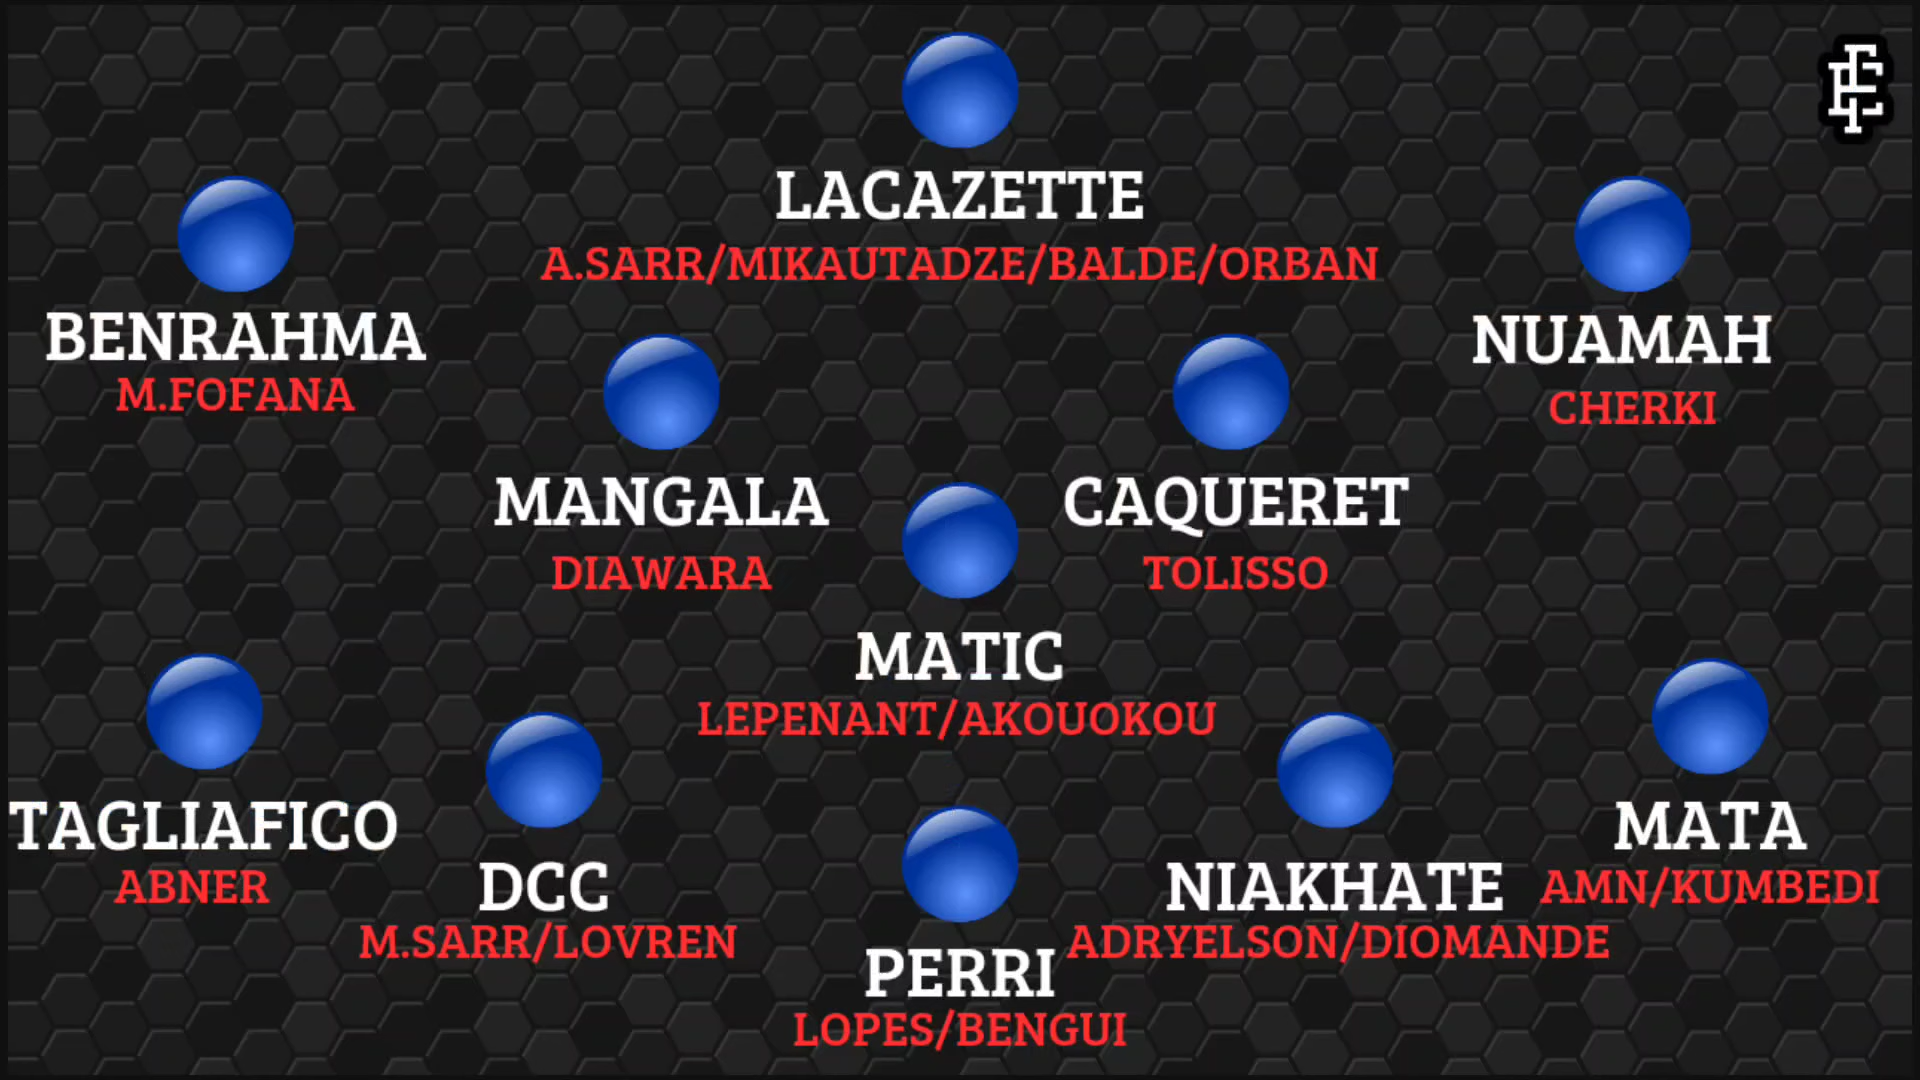 LACAZETTE
A.SARR/MIKAUTADZE/BALDE/ORBAN
BENRAHMA
M.FOFANA
NUAMAH
CHERKI
MANGALA
DIAWARA
CAQUERET
TOLISSO
MATIC
LEPENANT/AKOUOKOU
TAGLIAFICO
ABNER
DCC
M.SARR/LOVREN
PERRI
LOPES/BENGUI
NIAKHATE
ADRYELSON/DIOMANDE
MATA
AMN/KUMBEDI